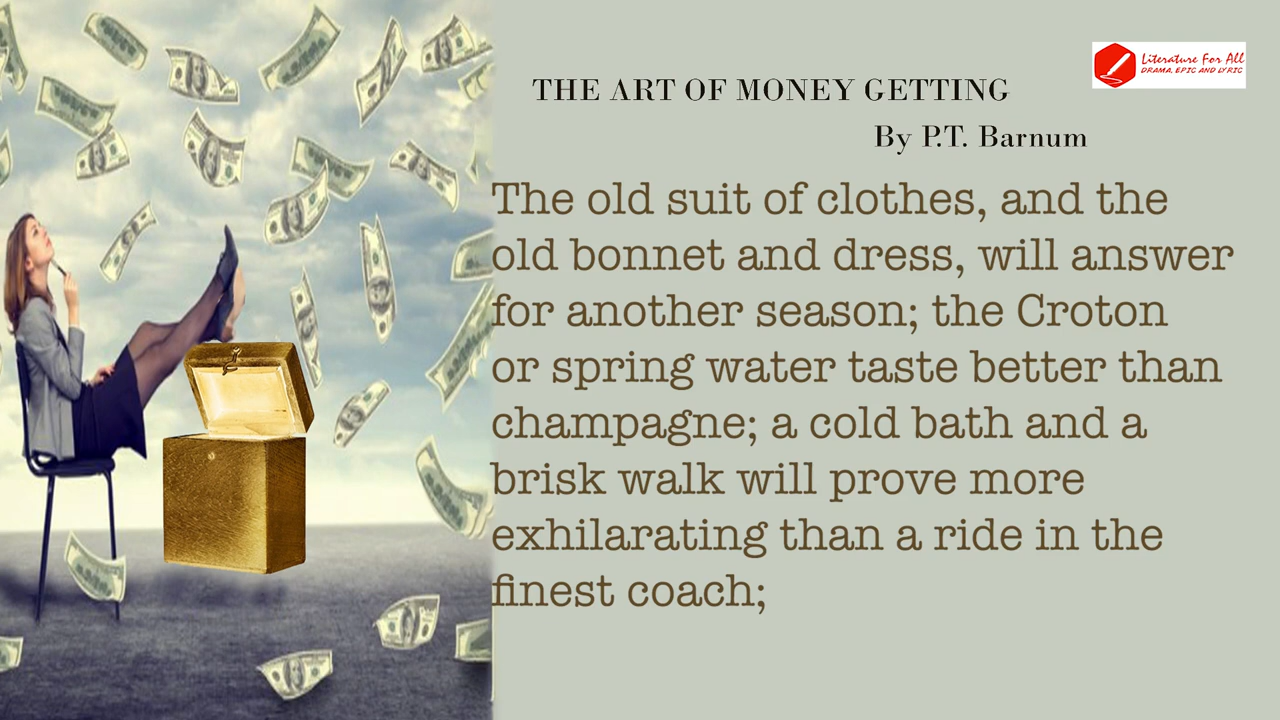 THE ART OF MONEY GETTING
Literature For All
DRAMA, EPIC AND LYRIC
By P.T. Barnum
The old suit of clothes, and the
old bonnet and dress, will answer
for another season; the Croton
or spring water taste better than
champagne; a cold bath and a
brisk walk will prove more
exhilarating than a ride in the
finest coach;